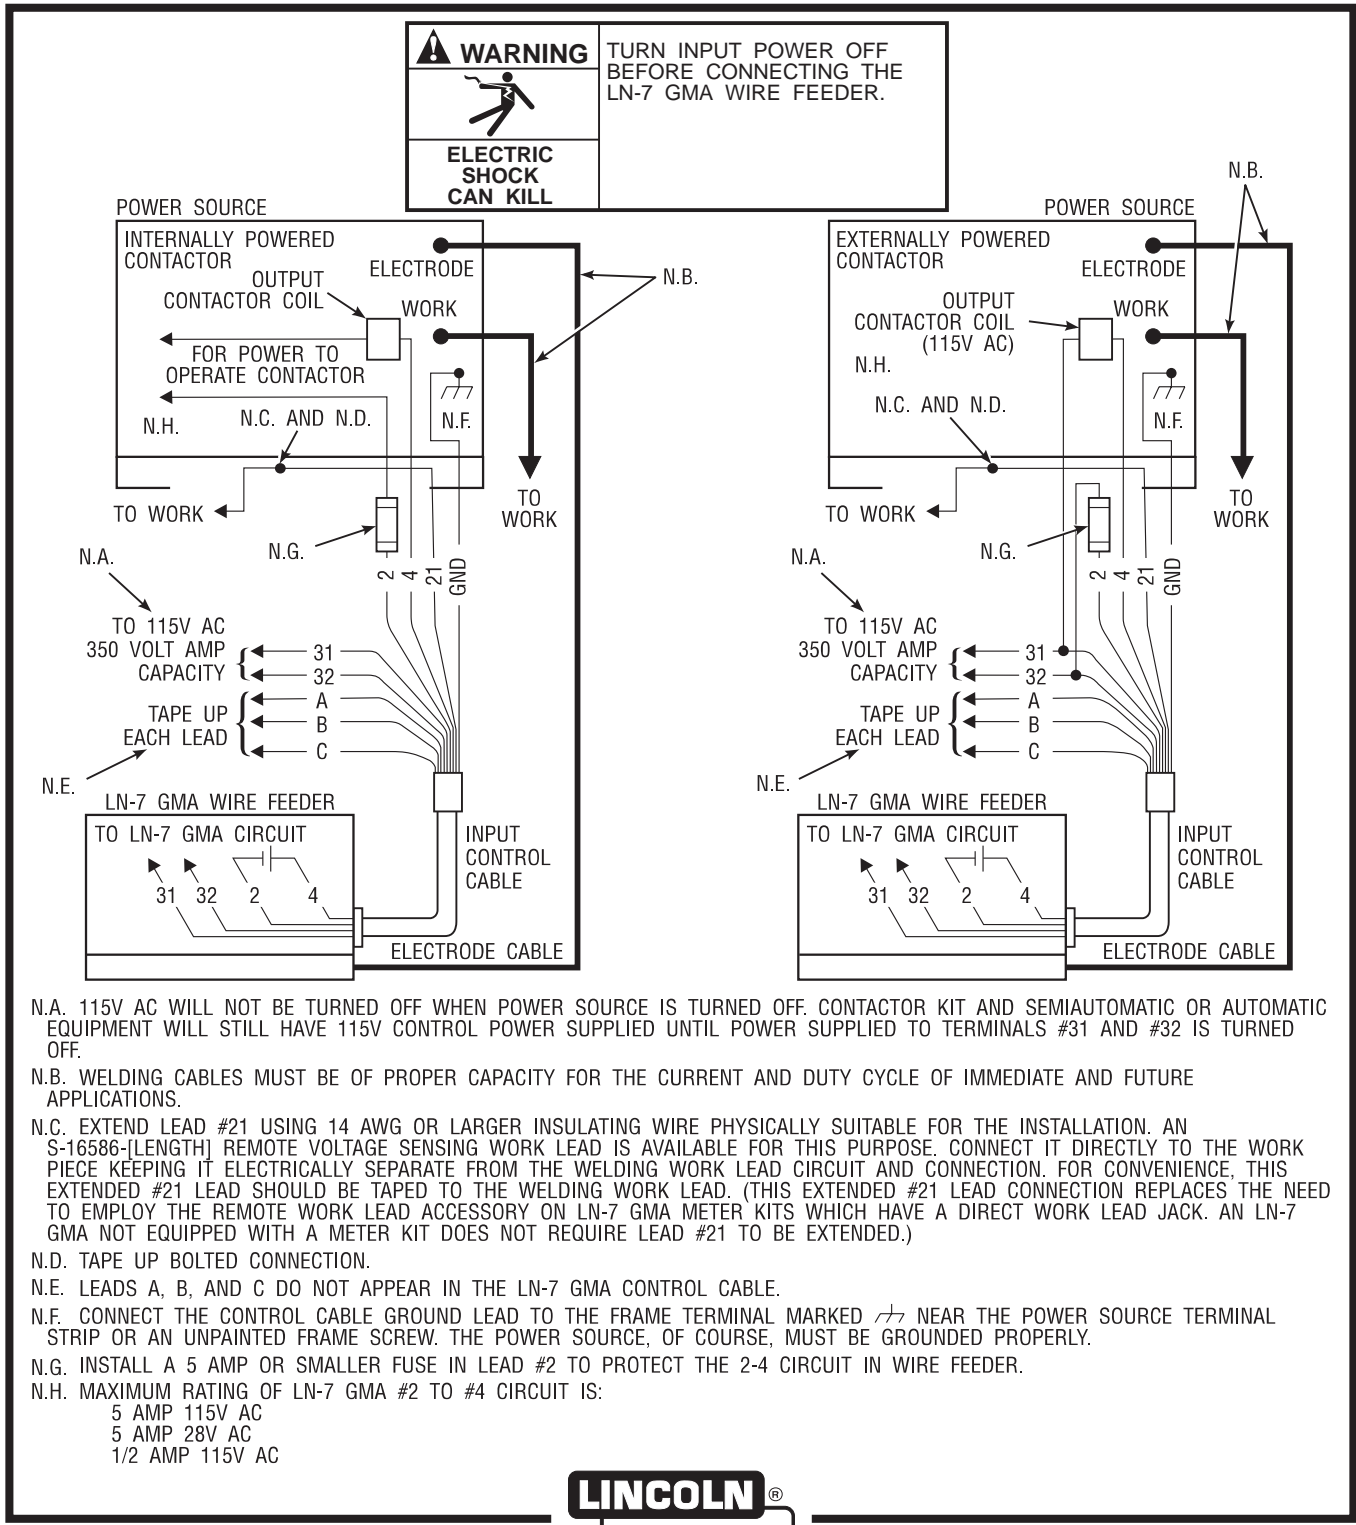 WARNING
ELECTRIC
SHOCK
CAN KILL
TURN INPUT POWER OFF
BEFORE CONNECTING THE
LN-7 GMA WIRE FEEDER.
POWER SOURCE
INTERNALLY POWERED
CONTACTOR
ELECTRODE
OUTPUT
CONTACTOR COIL
WORK
FOR POWER TO
OPERATE CONTACTOR
N.H.
N.C. AND N.D.
N.F.
N.B.
TO WORK
TO
WORK
N.G.
N.A.
2
4
21
GND
TO 115V AC
350 VOLT AMP
CAPACITY
31
32
TAPE UP
EACH LEAD
A
B
C
N.E.
LN-7 GMA WIRE FEEDER
TO LN-7 GMA CIRCUIT
31
32
2
4
INPUT
CONTROL
CABLE
ELECTRODE CABLE
N.B.
POWER SOURCE
EXTERNALLY POWERED
CONTACTOR
ELECTRODE
OUTPUT
CONTACTOR COIL
(115V AC)
WORK
N.H.
N.C. AND N.D.
N.F.
TO WORK
TO
WORK
N.G.
N.A.
2
4
21
GND
TO 115V AC
350 VOLT AMP
CAPACITY
31
32
TAPE UP
EACH LEAD
A
B
C
N.E.
LN-7 GMA WIRE FEEDER
TO LN-7 GMA CIRCUIT
31
32
2
4
INPUT
CONTROL
CABLE
ELECTRODE CABLE
N.A. 115V AC WILL NOT BE TURNED OFF WHEN POWER SOURCE IS TURNED OFF. CONTACTOR KIT AND SEMIAUTOMATIC OR AUTOMATIC
EQUIPMENT WILL STILL HAVE 115V CONTROL POWER SUPPLIED UNTIL POWER SUPPLIED TO TERMINALS #31 AND #32 IS TURNED
OFF.
N.B. WELDING CABLES MUST BE OF PROPER CAPACITY FOR THE CURRENT AND DUTY CYCLE OF IMMEDIATE AND FUTURE
APPLICATIONS.
N.C. EXTEND LEAD #21 USING 14 AWG OR LARGER INSULATING WIRE PHYSICALLY SUITABLE FOR THE INSTALLATION. AN
S-16586-[LENGTH] REMOTE VOLTAGE SENSING WORK LEAD IS AVAILABLE FOR THIS PURPOSE. CONNECT IT DIRECTLY TO THE WORK
PIECE KEEPING IT ELECTRICALLY SEPARATE FROM THE WELDING WORK LEAD CIRCUIT AND CONNECTION. FOR CONVENIENCE, THIS
EXTENDED #21 LEAD SHOULD BE TAPED TO THE WELDING WORK LEAD. (THIS EXTENDED #21 LEAD CONNECTION REPLACES THE NEED
TO EMPLOY THE REMOTE WORK LEAD ACCESSORY ON LN-7 GMA METER KITS WHICH HAVE A DIRECT WORK LEAD JACK. AN LN-7
GMA NOT EQUIPPED WITH A METER KIT DOES NOT REQUIRE LEAD #21 TO BE EXTENDED.)
N.D. TAPE UP BOLTED CONNECTION.
N.E. LEADS A, B, AND C DO NOT APPEAR IN THE LN-7 GMA CONTROL CABLE.
N.F. CONNECT THE CONTROL CABLE GROUND LEAD TO THE FRAME TERMINAL MARKED NEAR THE POWER SOURCE TERMINAL
STRIP OR AN UNPAINTED FRAME SCREW. THE POWER SOURCE, OF COURSE, MUST BE GROUNDED PROPERLY.
N.G. INSTALL A 5 AMP OR SMALLER FUSE IN LEAD #2 TO PROTECT THE 2-4 CIRCUIT IN WIRE FEEDER.
N.H. MAXIMUM RATING OF LN-7 GMA #2 TO #4 CIRCUIT IS:
5 AMP 115V AC
5 AMP 28V AC
1/2 AMP 115V AC
LINCOLN ®